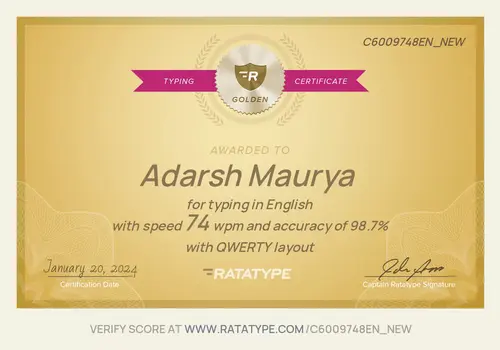 C6009748EN_NEW
TYPING
R
CERTIFICATE
GOLDEN
AWARDED TO
Adarsh Maurya
for typing in English
with speed 74 wpm and accuracy of 98.7%
with QWERTY layout
January 20, 2024
RATATYPE
Certification Date
Captain Ratatype Signature
VERIFY SCORE AT WWW.RATATYPE.COM/C6009748EN_NEW